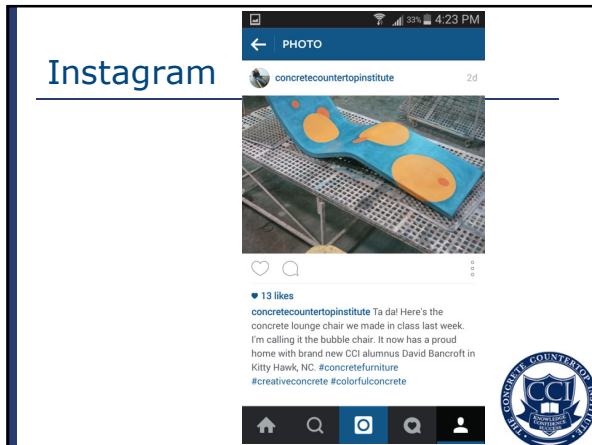 Instagram
33% 4:23 PM
PHOTO
concretecountertopinstitute 2d
13 likes
concretecountertopinstitute Ta da! Here's the
concrete lounge chair we made in class last week.
I'm calling it the bubble chair. It now has a proud
home with brand new CCI alumnus David Bancroft in
Kitty Hawk, NC. #concretefurniture
#creativeconcrete #colorfulconcrete
THE CONCRETE COUNTERTOP INSTITUTE
CCI
KNOWLEDGE
CONFIDENCE
SUCCESS